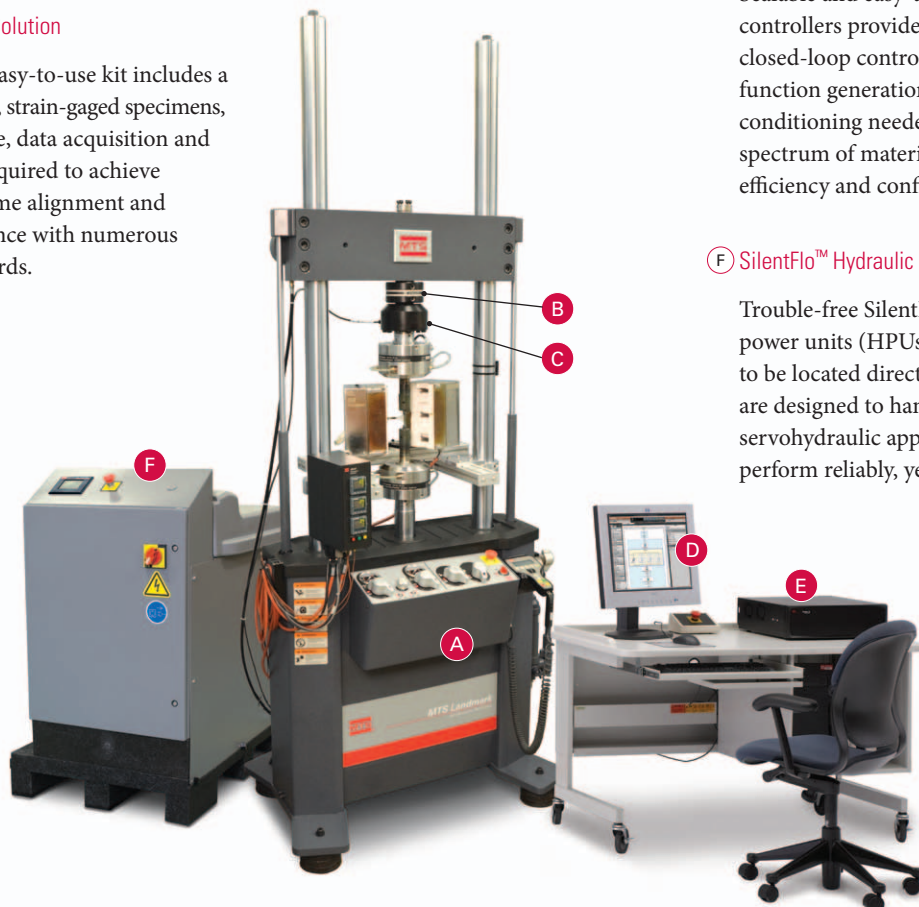 olution
asy-to-use kit includes a
, strain-gaged specimens,
e, data acquisition and
quired to achieve
me alignment and
nce with numerous
rds.
controllers provide
closed-loop control
function generation
conditioning neede
spectrum of materi
efficiency and conf
F SilentFlo™ Hydraulic
Trouble-free Silent
power units (HPUs
to be located direct
are designed to han
servohydraulic app
perform reliably, ye
MTS
B
C
F
D
E
A
MTS Landmark